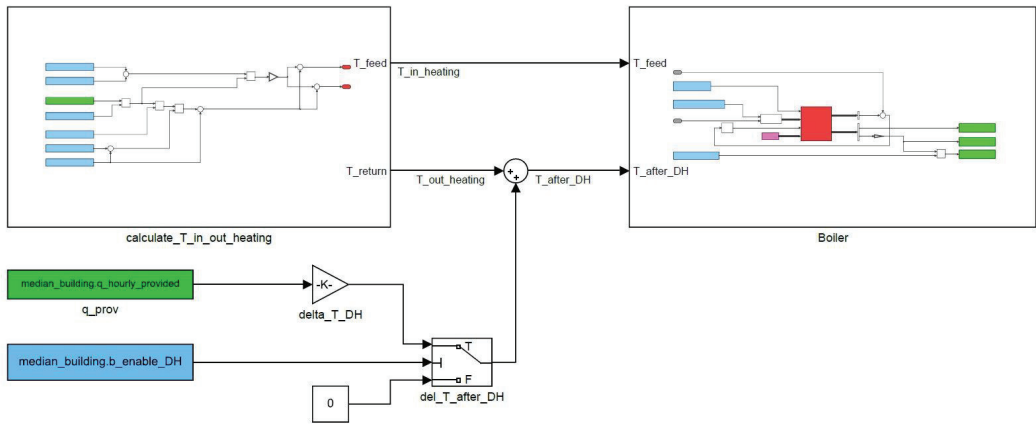 T_feed
T_in_heating
T_feed
T_return
T_out_heating
T_after_DH
T_after_DH
calculate_T_in_out_heating
Boiler
median_building.q_hourly_provided
-K-
q_prov
delta_T_DH
T
median_building.b_enable_DH
F
0
del_T_after_DH